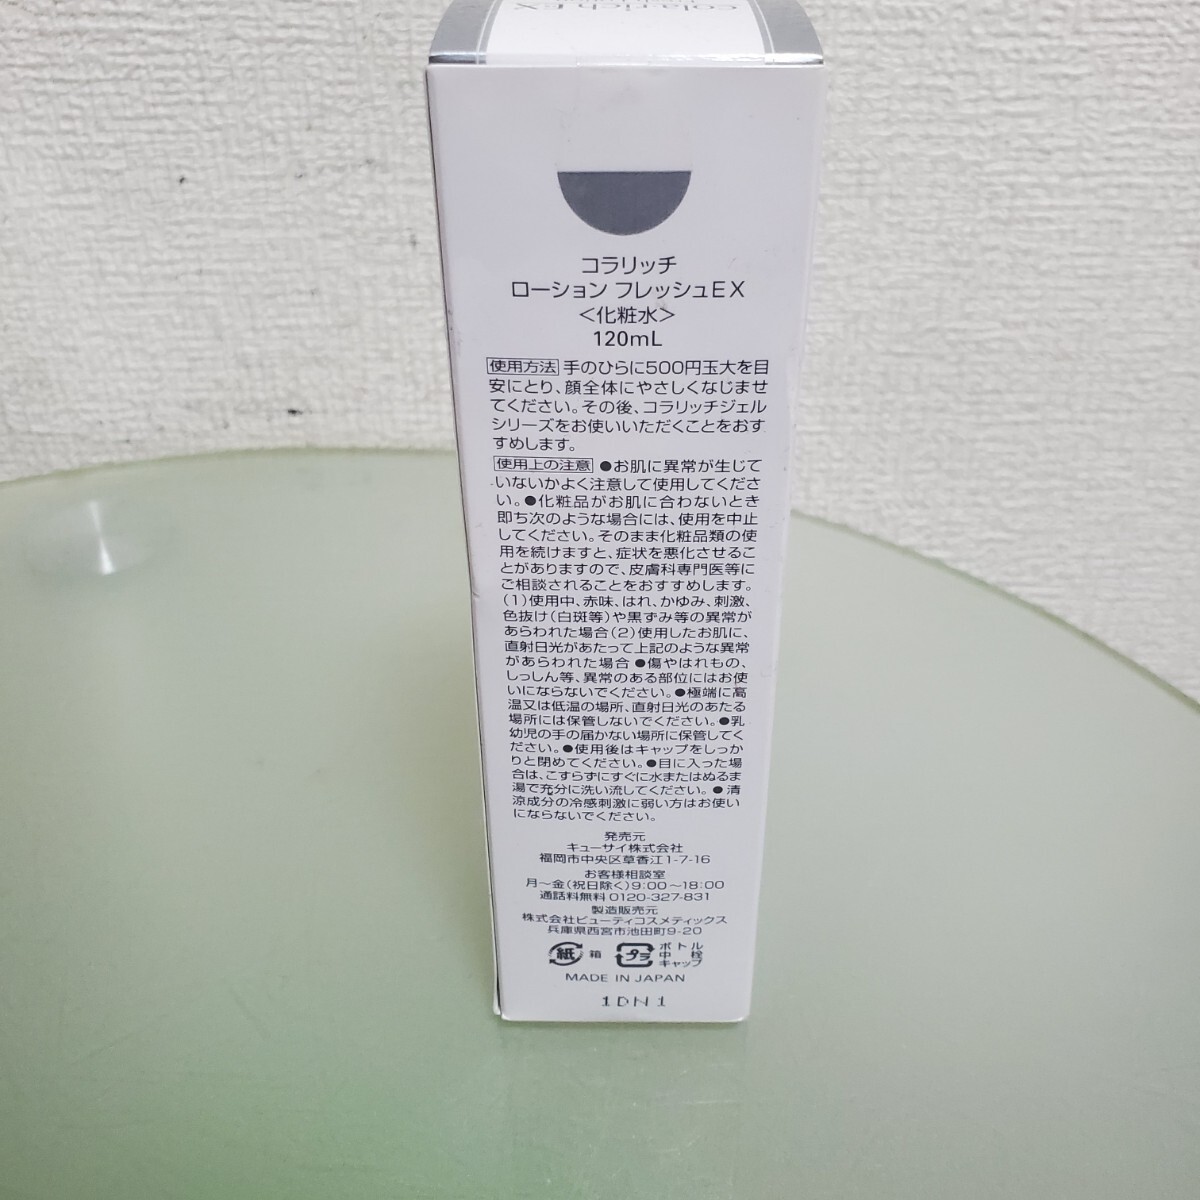 colarich EX
コラリッチ
ローション フレッシュEX
<化粧水>
120mL
使用方法 手のひらに500円玉大を目
安にとり、顔全体にやさしくなじませ
てください。その後、コラリッチジェル
シリーズをお使いいただくことをおす
すめします。
使用上の注意 ●お肌に異常が生じて
いないかよく注意して使用してくださ
い。●化粧品がお肌に合わないとき
即ち次のような場合には、使用を中止
してください。そのまま化粧品類の使
用を続けますと、症状を悪化させるこ
とがありますので、皮膚科専門医等に
ご相談されることをおすすめします。
(1)使用中、赤味、はれ、かゆみ、刺激、
色抜け(白斑等)や黒ずみ等の異常が
あらわれた場合(2)使用したお肌に、
直射日光があたって上記のような異常
があらわれた場合●傷やはれもの、
しっしん等、異常のある部位にはお使
いにならないでください。●極端に高
温又は低温の場所、直射日光のあたる
場所には保管しないでください。●乳
幼児の手の届かない場所に保管してく
ださい。●使用後はキャップをしっか
りと閉めてください。●目に入った場
合は、こすらずにすぐに水またはぬるま
湯で充分に洗い流してください。●清
涼成分の冷感刺激に弱い方はお使い
にならないでください。
発売元
キューサイ株式会社
福岡市中央区草香江1-7-16
お客様相談室
月～金(祝日除く)9:00～18:00
通話料無料 0120-327-831
製造販売元
株式会社ビューティコスメティックス
兵庫県西宮市池田町9-20
紙 箱 プラ ボトル
中栓
キャップ
MADE IN JAPAN
1DN1